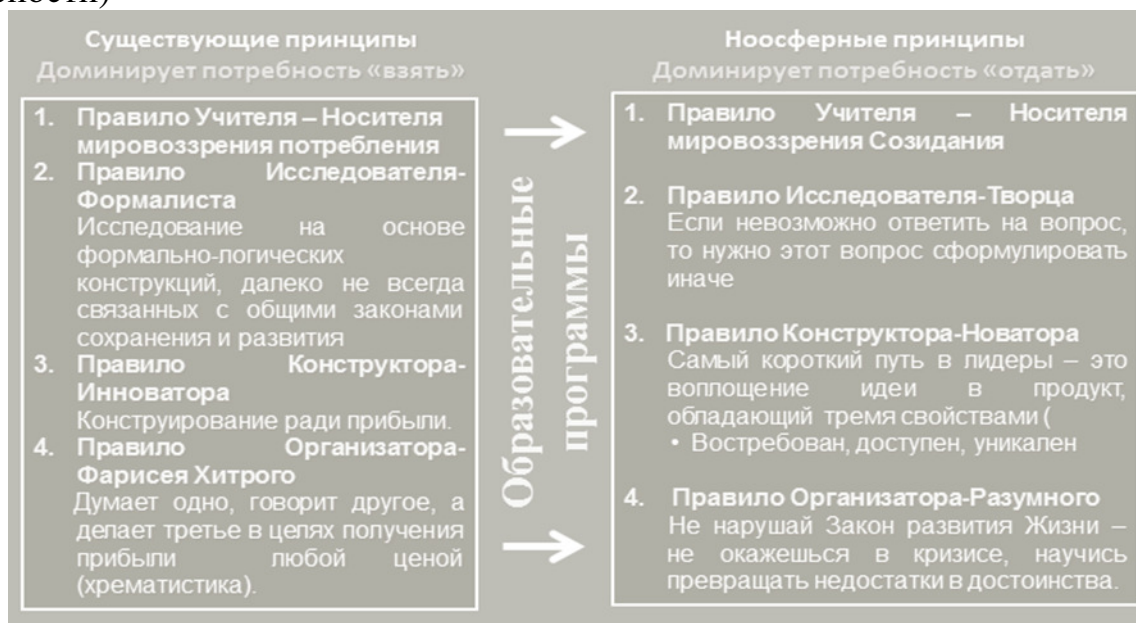 Существующие принципы
Доминирует потребность «взять»
1. Правило Учителя – Носителя
мировоззрения потребления
2. Правило Исследователя-
Формалиста
Исследование на основе
формально-логических
конструкций, далеко не всегда
связанных с общими законами
сохранения и развития
3. Правило Конструктора-
Инноватора
Конструирование ради прибыли.
4. Правило Организатора-
Фарисея Хитрого
Думает одно, говорит другое, а
делает третье в целях получения
прибыли любой ценой
(хрематистика).
Образовательные
программы
Ноосферные принципы
Доминирует потребность «отдать»
1. Правило Учителя – Носителя
мировоззрения Созидания
2. Правило Исследователя-Творца
Если невозможно ответить на вопрос,
то нужно этот вопрос сформулировать
иначе
3. Правило Конструктора-Новатора
Самый короткий путь в лидеры – это
воплощение идеи в продукт,
обладающий тремя свойствами (
• Востребован, доступен, уникален
4. Правило Организатора-Разумного
Не нарушай Закон развития Жизни –
не окажешься в кризисе, научись
превращать недостатки в достоинства.